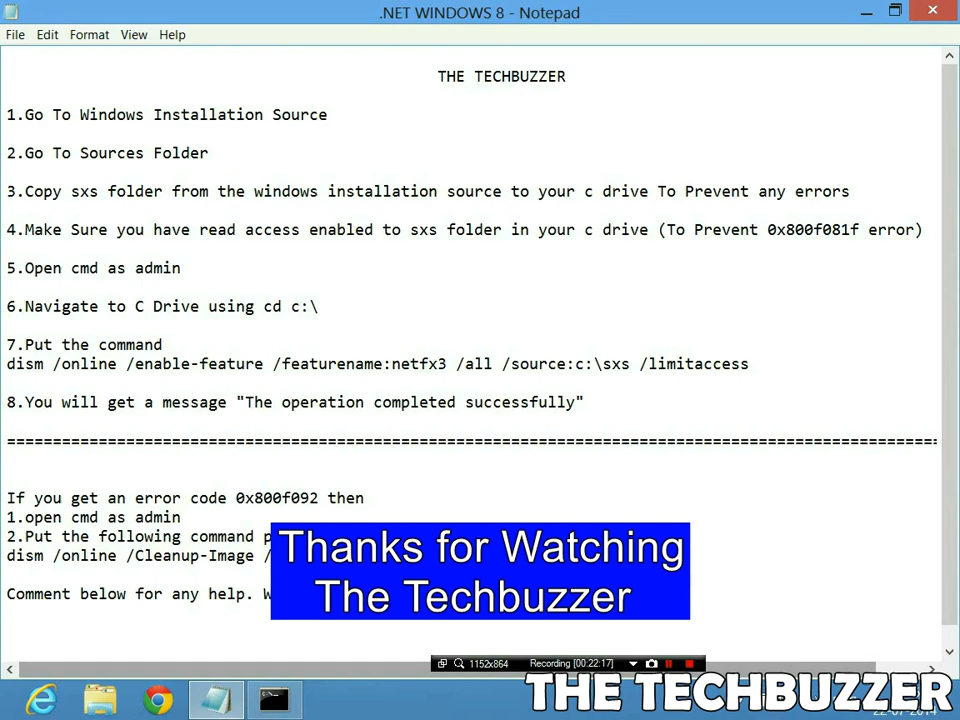 .NET WINDOWS 8 - Notepad
File Edit Format View Help
THE TECHBUZZER
1.Go To Windows Installation Source
2.Go To Sources Folder
3.Copy sxs folder from the windows installation source to your c drive To Prevent any errors
4.Make Sure you have read access enabled to sxs folder in your c drive (To Prevent 0x800f081f error)
5.Open cmd as admin
6.Navigate to C Drive using cd c:\
7.Put the command
dism /online /enable-feature /featurename:netfx3 /all /source:c:\sxs /limitaccess
8.You will get a message "The operation completed successfully"
=====================================================================================================
If you get an error code 0x800f092 then
1.open cmd as admin
2.Put the following command
dism /online /Cleanup-Image /
Comment below for any help.
Thanks for Watching
The Techbuzzer
1152x864 Recording [00:22:17]
THE TECHBUZZER